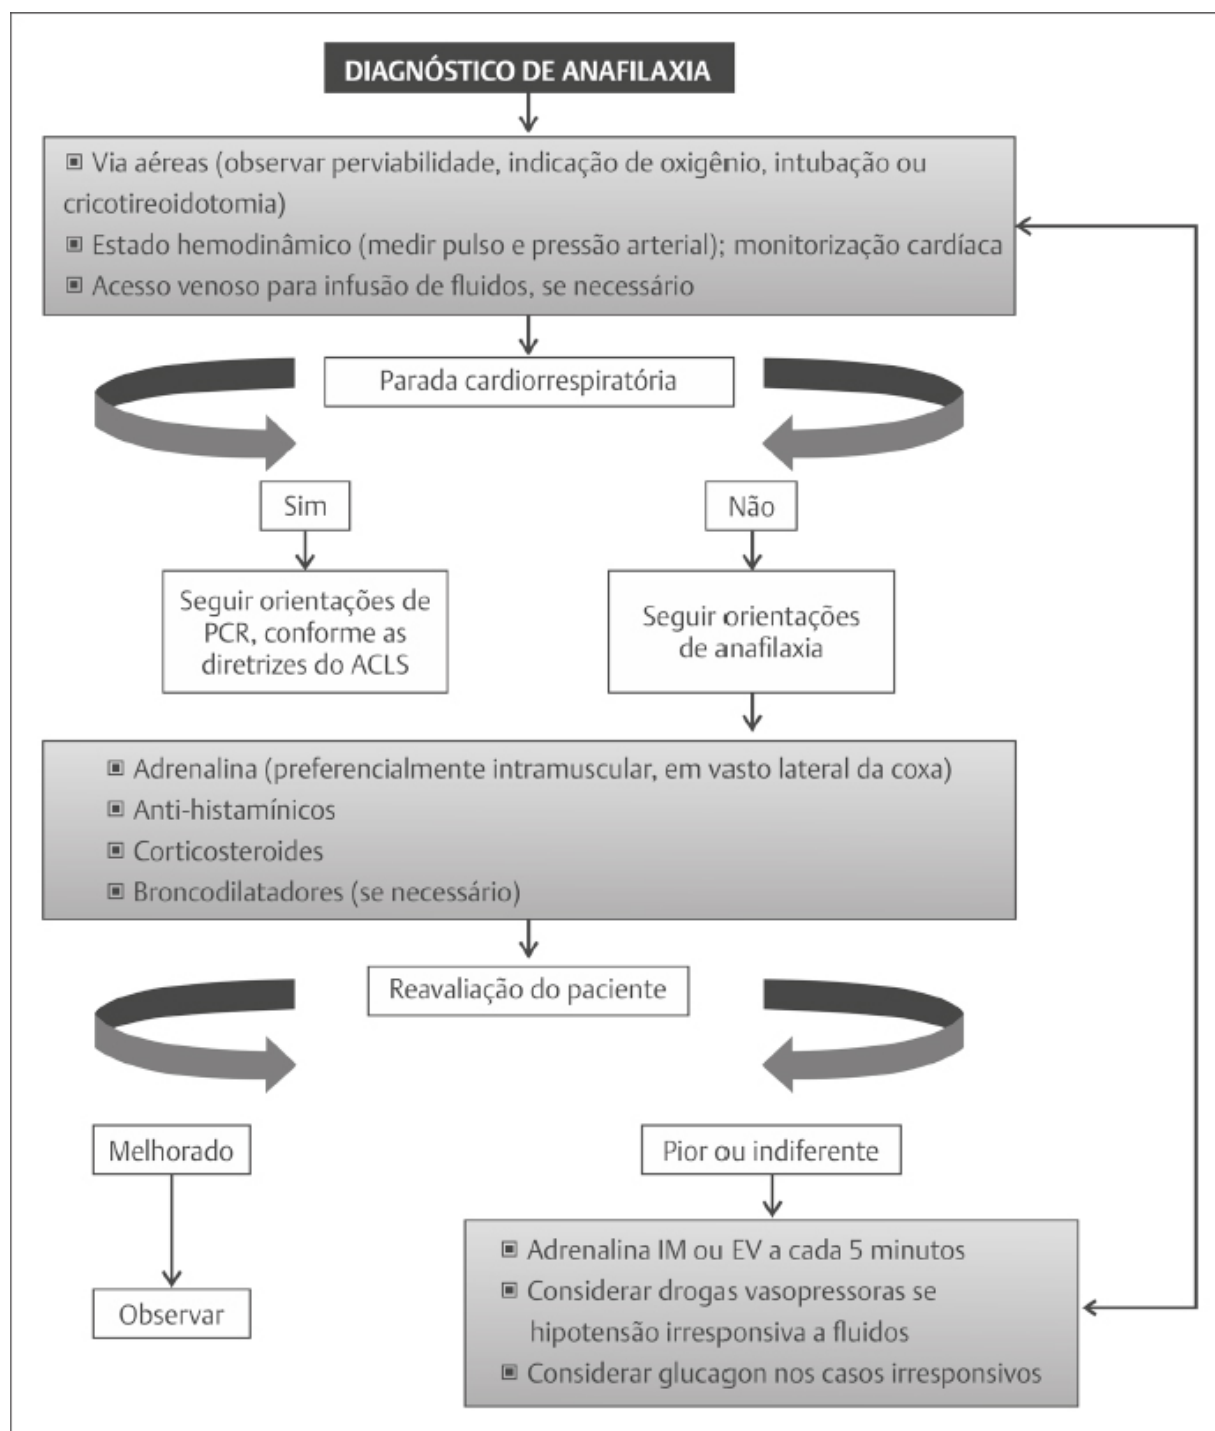 DIAGNÓSTICO DE ANAFILAXIA
▣ Via aéreas (observar perviabilidade, indicação de oxigênio, intubação ou
cricotireoidotomia)
▣ Estado hemodinâmico (medir pulso e pressão arterial); monitorização cardíaca
▣ Acesso venoso para infusão de fluidos, se necessário
Parada cardiorrespiratória
Sim
Não
Seguir orientações de
PCR, conforme as
diretrizes do ACLS
Seguir orientações
de anafilaxia
▣ Adrenalina (preferencialmente intramuscular, em vasto lateral da coxa)
▣ Anti-histamínicos
▣ Corticosteroides
▣ Broncodilatadores (se necessário)
Reavaliação do paciente
Melhorado
Pior ou indiferente
Observar
▣ Adrenalina IM ou EV a cada 5 minutos
▣ Considerar drogas vasopressoras se
hipotensão irresponsiva a fluidos
▣ Considerar glucagon nos casos irresponsivos